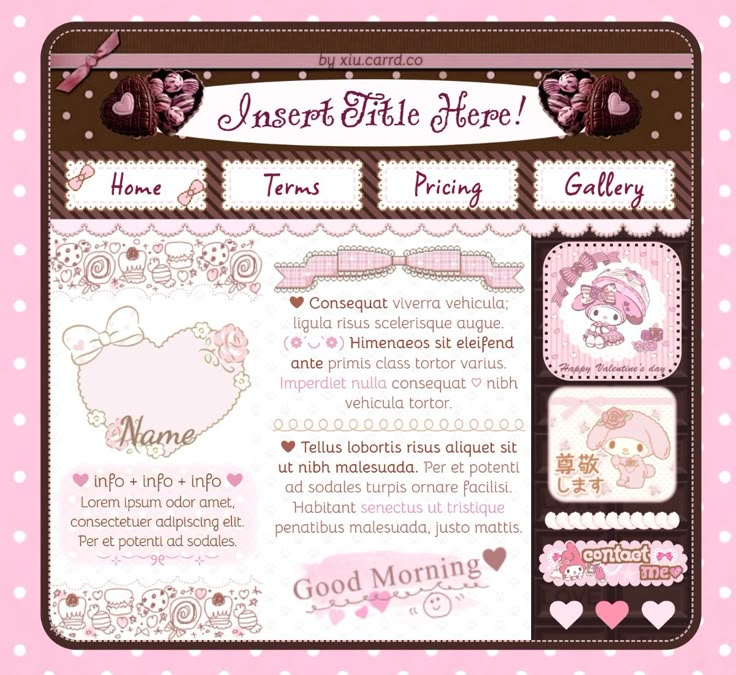 by xiu.carrd.co
Insert Title Here!
Home
Terms
Pricing
Gallery
Name
♥ info + info + info ♥
Lorem ipsum odor amet,
consectetuer adipiscing elit.
Per et potenti ad sodales.
♥ Consequat viverra vehicula;
ligula risus scelerisque augue.
(❁´◡`❁) Himenaeos sit eleifend
ante primis class tortor varius.
Imperdiet nulla consequat ♡ nibh
vehicula tortor.
♥ Tellus lobortis risus aliquet sit
ut nibh malesuada. Per et potenti
ad sodales turpis ornare facilisi.
Habitant senectus ut tristique
penatibus malesuada, justo mattis.
Good Morning
Happy Valentine's day
尊敬
します
contact
me
LOVE